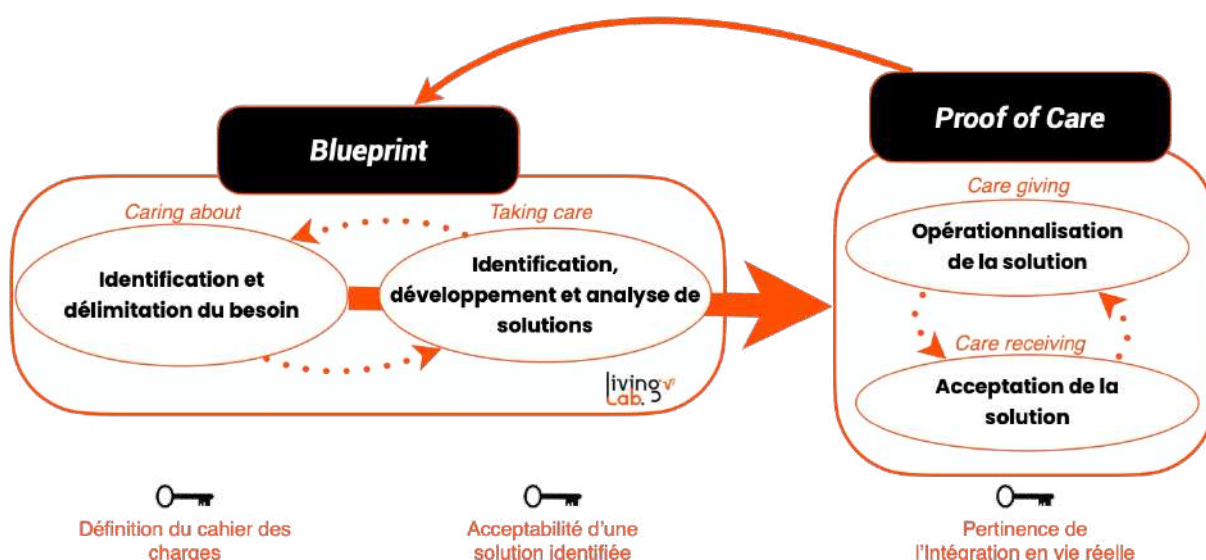 Blueprint
Caring about
Identification et
délimitation du besoin
Taking care
Identification,
développement et analyse de
solutions
living
Lab.
Proof of Care
Care giving
Opérationnalisation
de la solution
Care receiving
Acceptation de la
solution
Définition du cahier des
charges
Acceptabilité d'une
solution identifiée
Pertinence de
l'Intégration en vie réelle